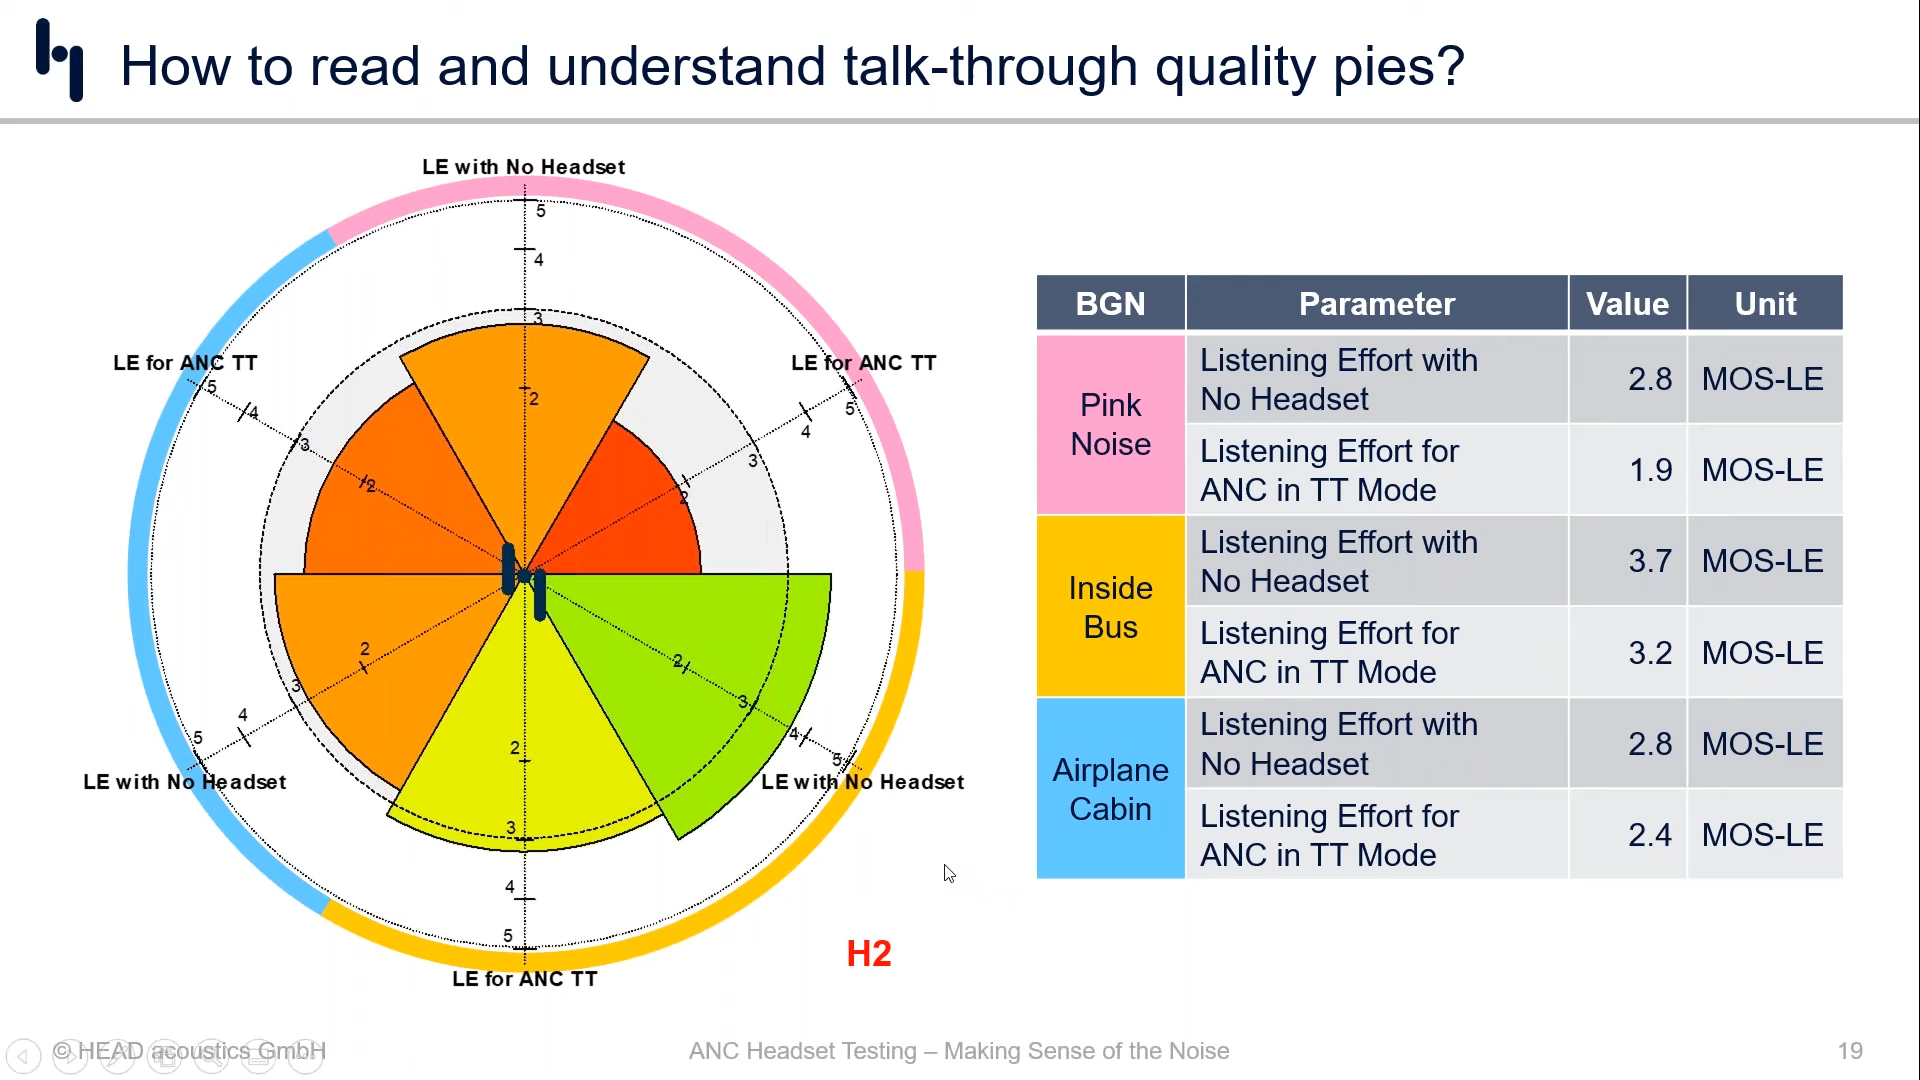 How to read and understand talk-through quality pies?
LE with No Headset
5
4
3
2
LE for ANC TT
5
4
3
2
LE for ANC TT
5
4
3
2
2
3
4
5
LE with No Headset
2
3
4
5
LE with No Headset
2
3
4
5
LE for ANC TT
H2
BGN Parameter Value Unit
Pink
Noise
Listening Effort with
No Headset
2.8 MOS-LE
Listening Effort for
ANC in TT Mode
1.9 MOS-LE
Inside
Bus
Listening Effort with
No Headset
3.7 MOS-LE
Listening Effort for
ANC in TT Mode
3.2 MOS-LE
Airplane
Cabin
Listening Effort with
No Headset
2.8 MOS-LE
Listening Effort for
ANC in TT Mode
2.4 MOS-LE
© HEAD acoustics GmbH
ANC Headset Testing – Making Sense of the Noise
19